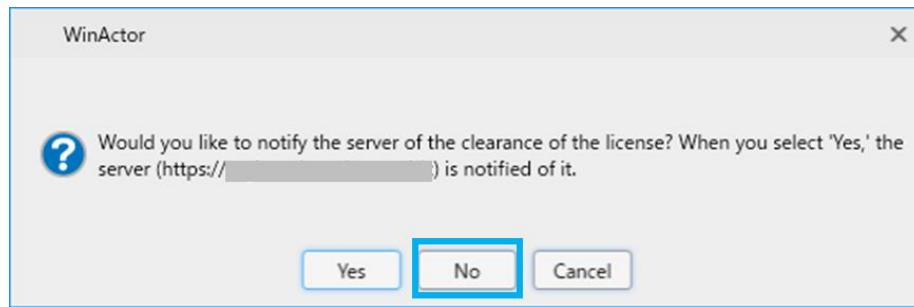 WinActor
Would you like to notify the server of the clearance of the license? When you select 'Yes,' the
server (https:// ) is notified of it.
Yes No Cancel